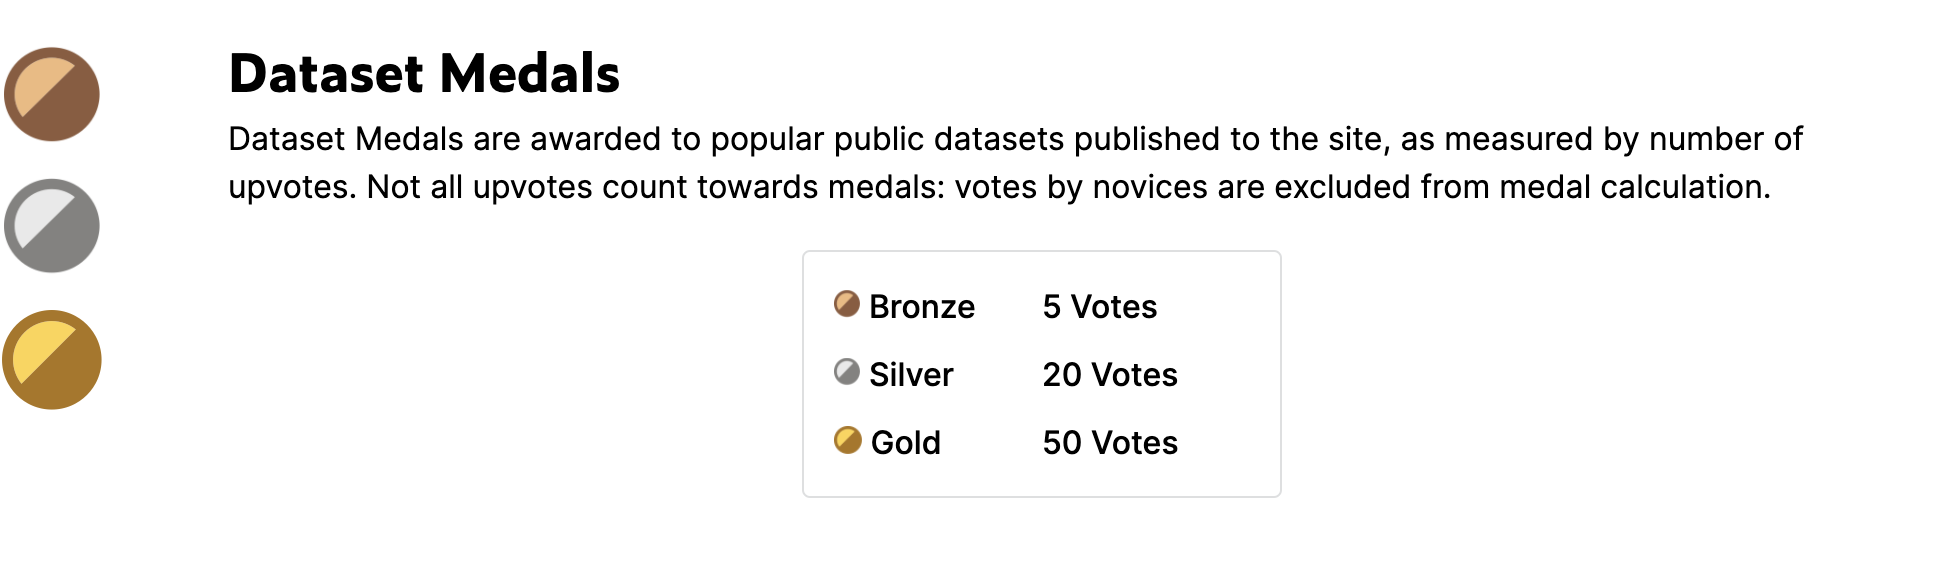 Dataset Medals
Dataset Medals are awarded to popular public datasets published to the site, as measured by number of
upvotes. Not all upvotes count towards medals: votes by novices are excluded from medal calculation.
Bronze 5 Votes
Silver 20 Votes
Gold 50 Votes